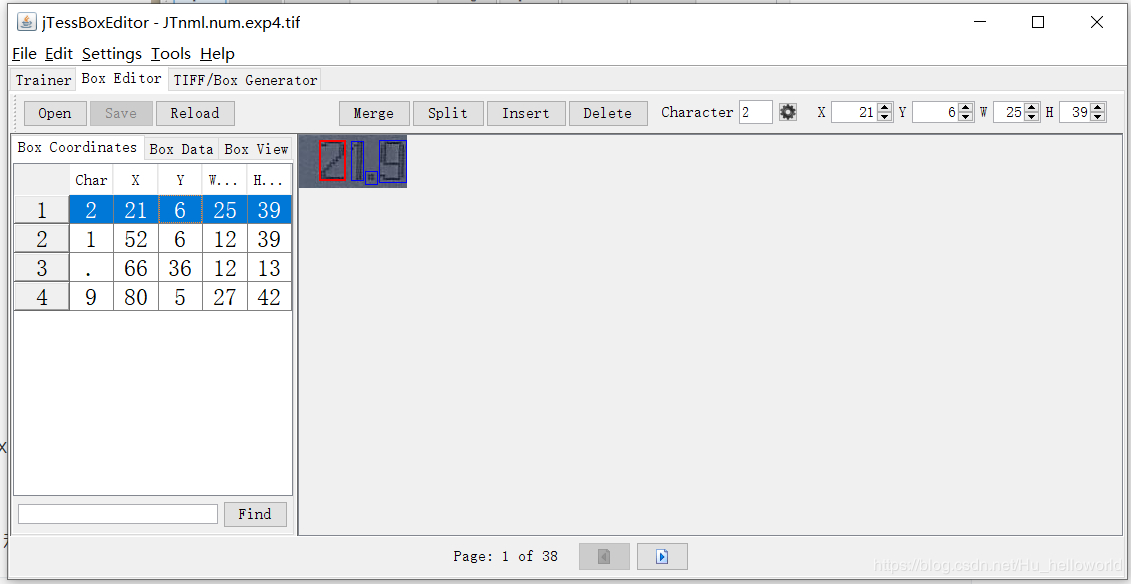 jTessBoxEditor - JTnml.num.exp4.tif
File Edit Settings Tools Help
Trainer Box Editor TIFF/Box Generator
Open Save Reload Merge Split Insert Delete Character 2 X 21 Y 6 W 25 H 39
Box Coordinates Box Data Box View
Char X Y W... H...
1 2 21 6 25 39
2 1 52 6 12 39
3 . 66 36 12 13
4 9 80 5 27 42
21.9
Find
Page: 1 of 38
https://blog.csdn.net/Hu_helloworld